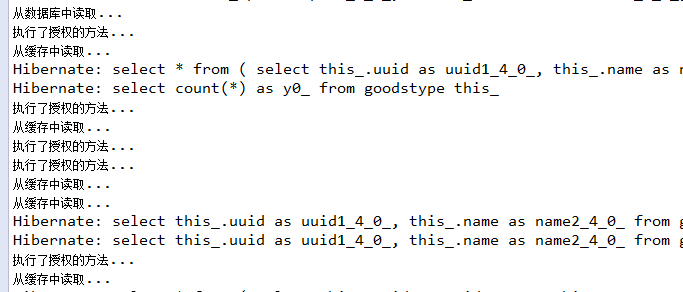 从数据库中读取...
执行了授权的方法...
从缓存中读取...
Hibernate: select * from ( select this_.uuid as uuid1_4_0_, this_.name as
Hibernate: select count(*) as y0_ from goodstype this_
执行了授权的方法...
从缓存中读取...
执行了授权的方法...
执行了授权的方法...
从缓存中读取...
从缓存中读取...
Hibernate: select this_.uuid as uuid1_4_0_, this_.name as name2_4_0_ from
Hibernate: select this_.uuid as uuid1_4_0_, this_.name as name2_4_0_ from
执行了授权的方法...
从缓存中读取...